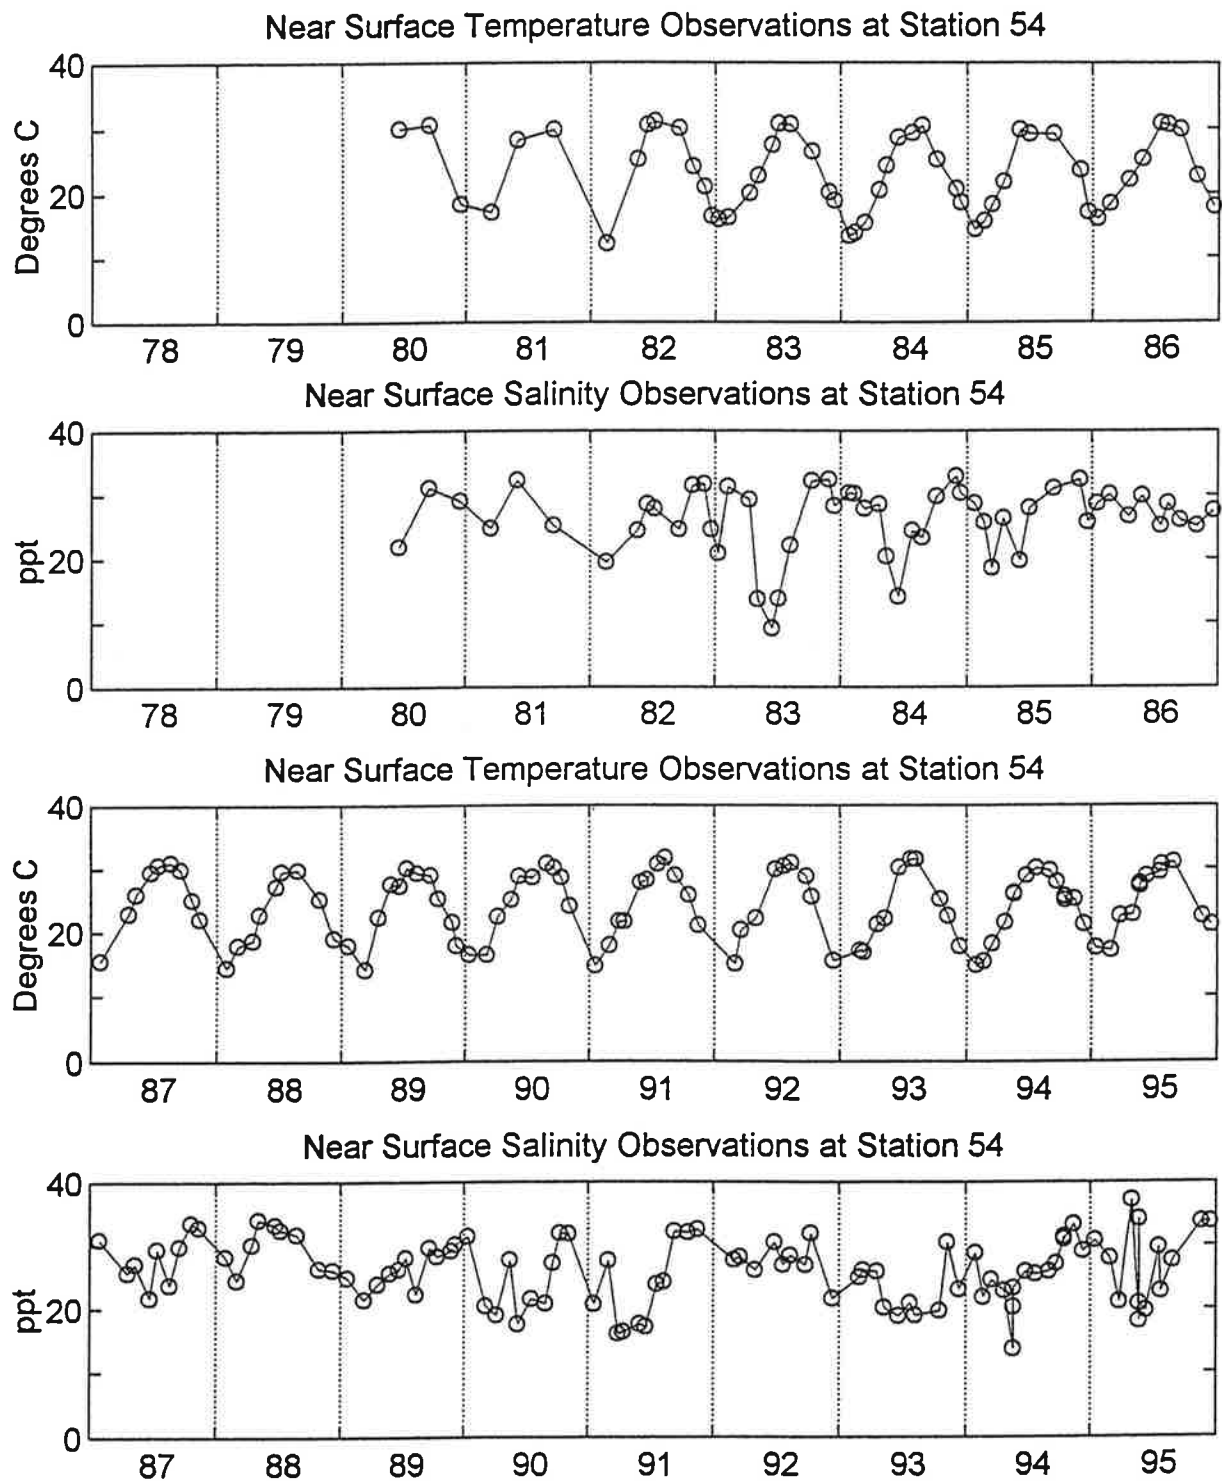 Near Surface Temperature Observations at Station 54
40
20
0
Degrees C
78 79 80 81 82 83 84 85 86
Near Surface Salinity Observations at Station 54
40
20
0
ppt
78 79 80 81 82 83 84 85 86
Near Surface Temperature Observations at Station 54
40
20
0
Degrees C
87 88 89 90 91 92 93 94 95
Near Surface Salinity Observations at Station 54
40
20
0
ppt
87 88 89 90 91 92 93 94 95